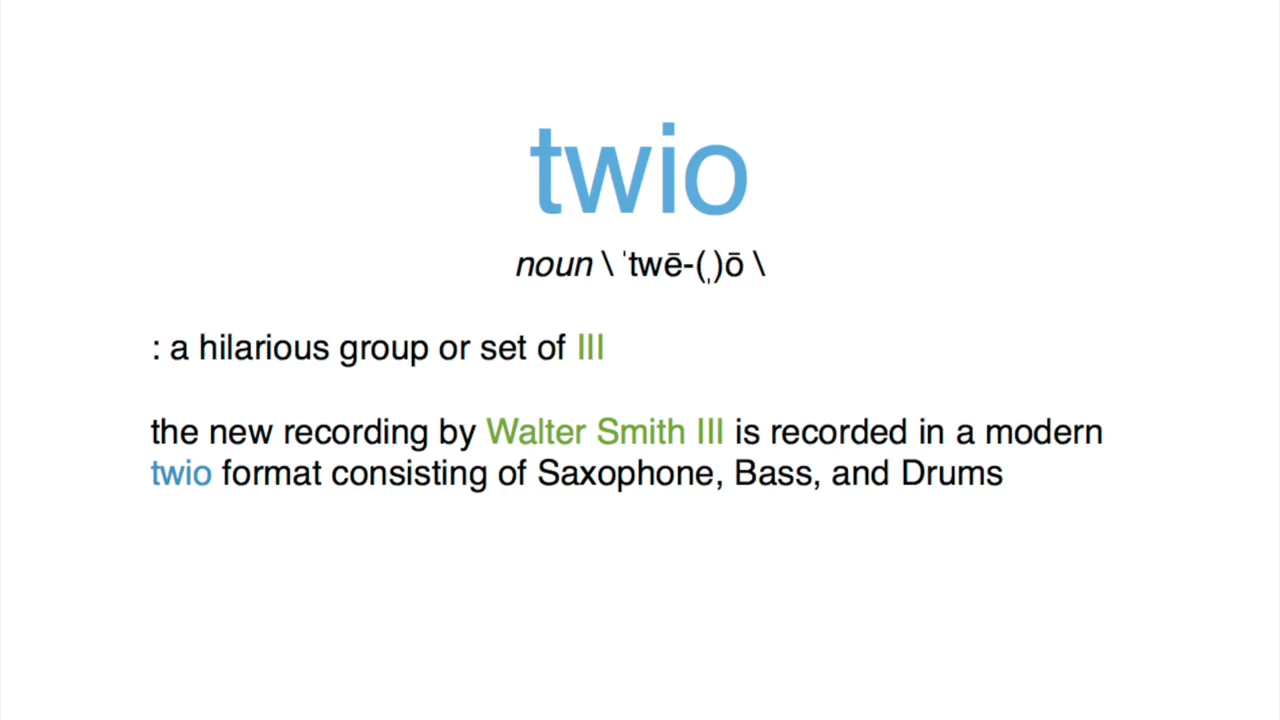 twio
noun \ ˈtwē-(ˌ)ō \
: a hilarious group or set of III
the new recording by Walter Smith III is recorded in a modern
twio format consisting of Saxophone, Bass, and Drums